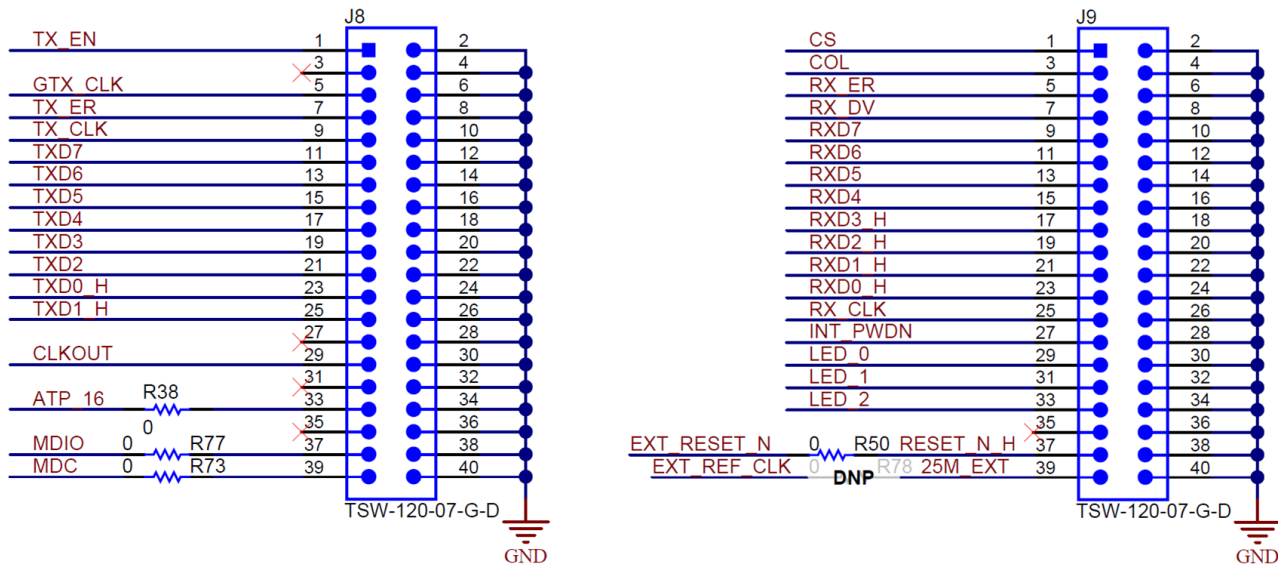 J8
TX_EN 1 2
3 4
GTX_CLK 5 6
TX_ER 7 8
TX_CLK 9 10
TXD7 11 12
TXD6 13 14
TXD5 15 16
TXD4 17 18
TXD3 19 20
TXD2 21 22
TXD0_H 23 24
TXD1_H 25 26
27 28
CLKOUT 29 30
31 32
ATP_16 R38 33 34
0
35 36
MDIO 0 R77 37 38
MDC 0 R73 39 40
TSW-120-07-G-D
GND
J9
CS 1 2
COL 3 4
RX_ER 5 6
RX_DV 7 8
RXD7 9 10
RXD6 11 12
RXD5 13 14
RXD4 15 16
RXD3_H 17 18
RXD2_H 19 20
RXD1_H 21 22
RXD0_H 23 24
RX_CLK 25 26
INT_PWDN 27 28
LED_0 29 30
LED_1 31 32
LED_2 33 34
35 36
EXT_RESET_N 0 R50 RESET_N_H 37 38
EXT_REF_CLK 0 R78 25M_EXT 39 40
DNP
TSW-120-07-G-D
GND